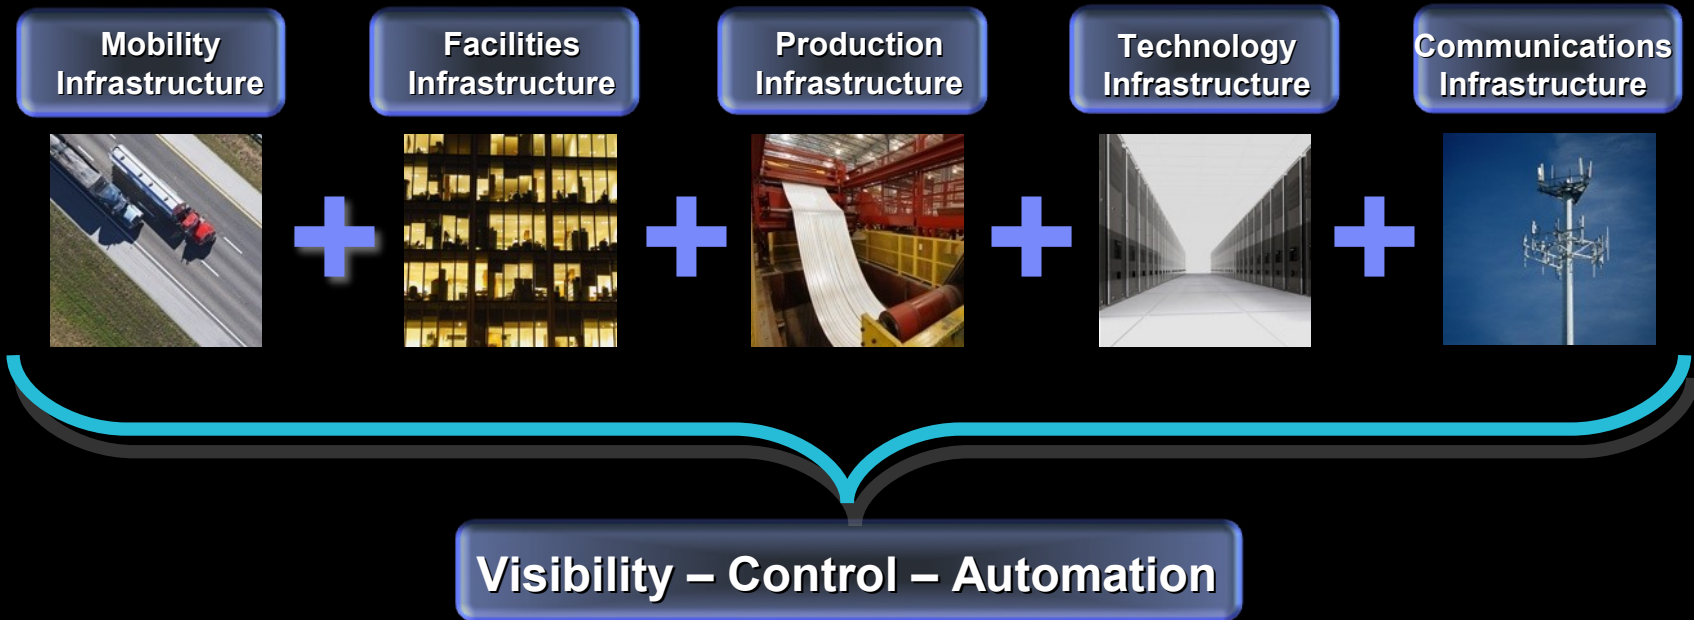 Mobility
Infrastructure
Facilities
Infrastructure
Production
Infrastructure
Technology
Infrastructure
Communications
Infrastructure
Visibility – Control – Automation